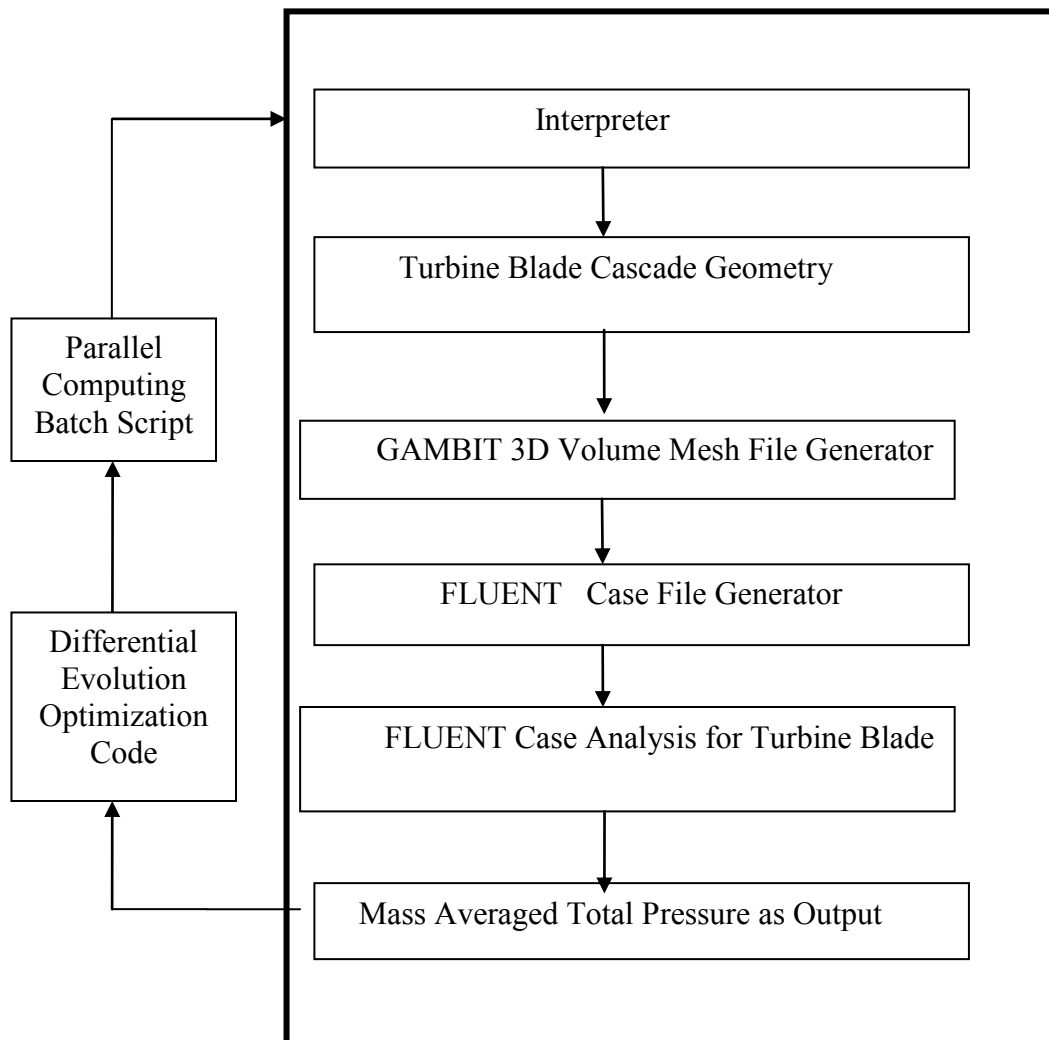 Interpreter
Turbine Blade Cascade Geometry
GAMBIT 3D Volume Mesh File Generator
FLUENT Case File Generator
FLUENT Case Analysis for Turbine Blade
Mass Averaged Total Pressure as Output
Parallel
Computing
Batch Script
Differential
Evolution
Optimization
Code